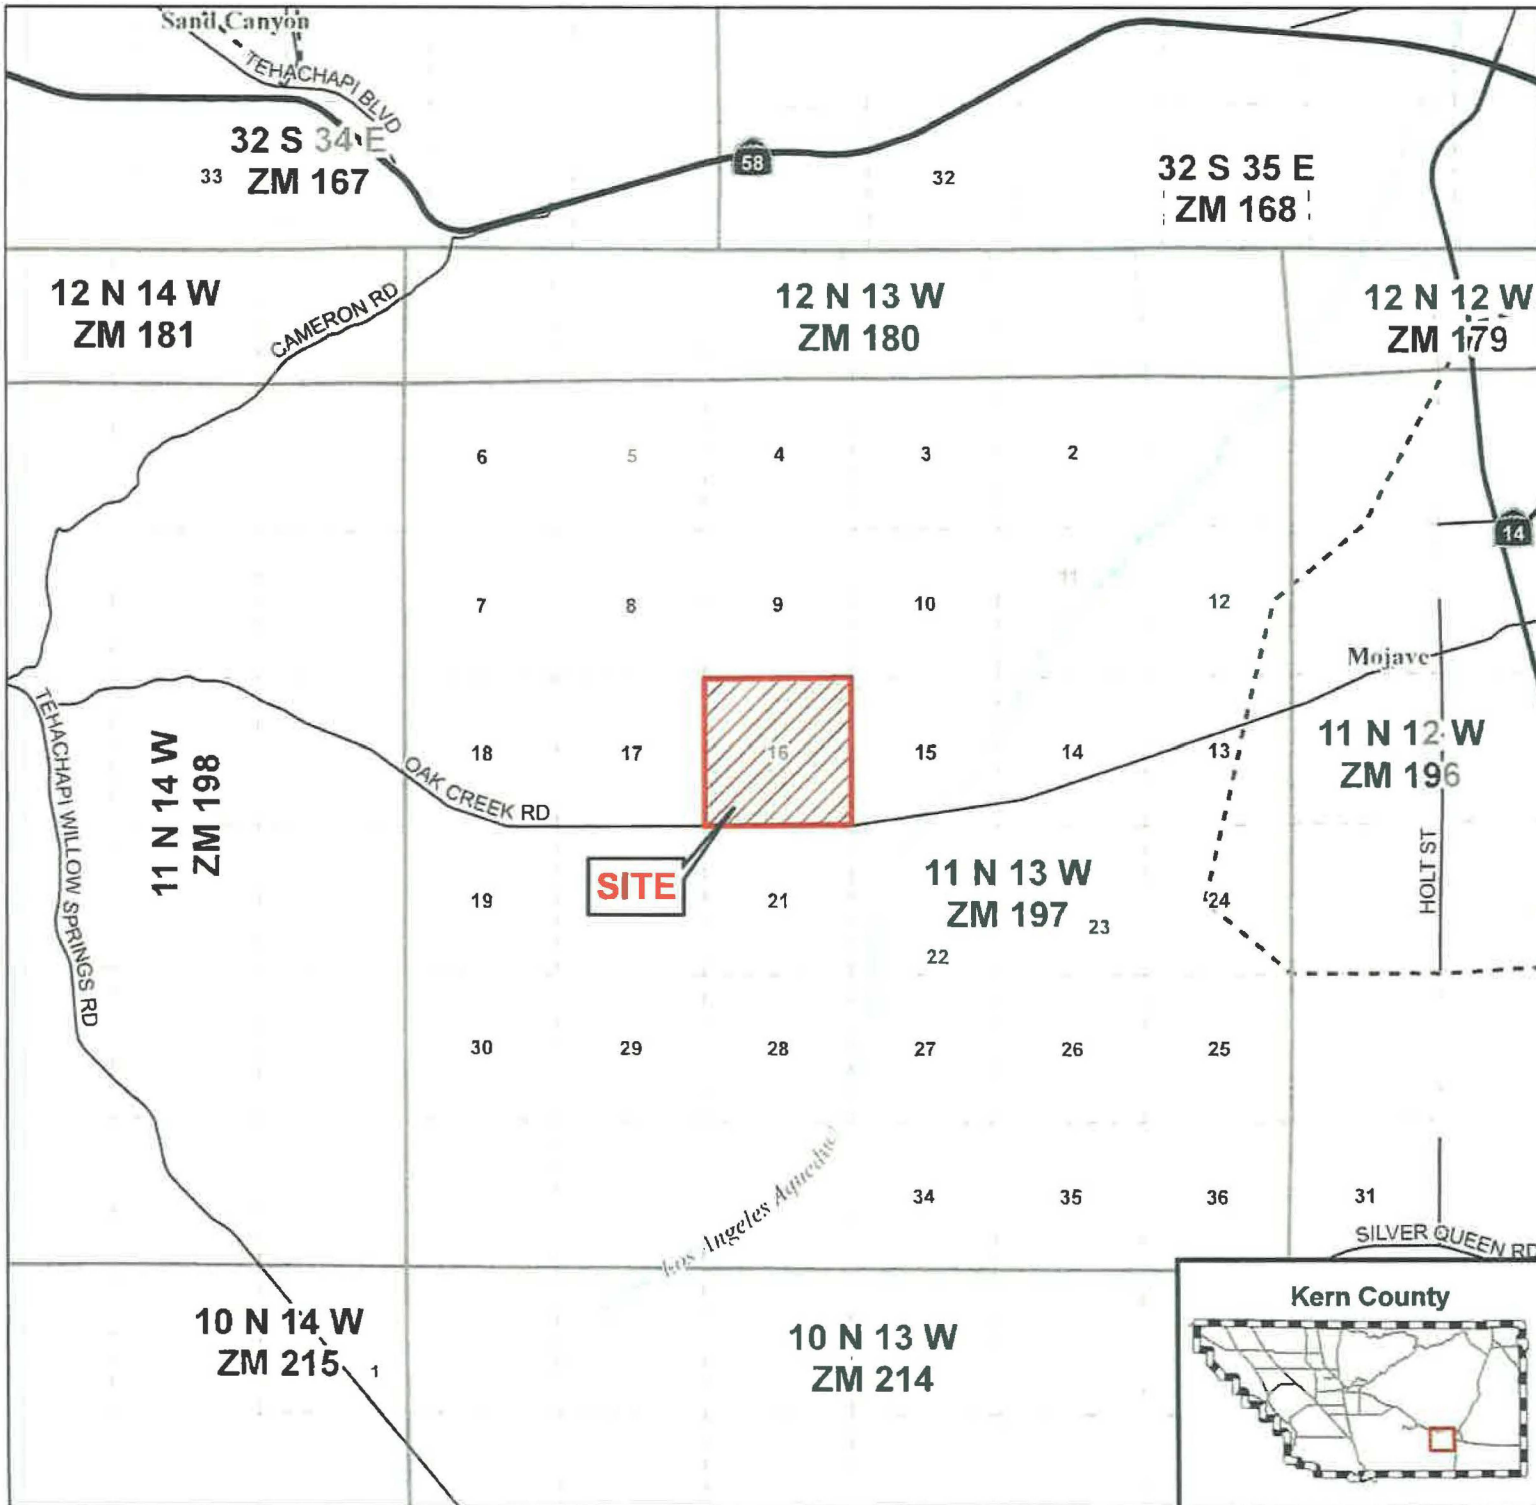 Sand Canyon
TEHACHAPI BLVD
32 S 34 E
ZM 167
33
58
32
32 S 35 E
ZM 168
12 N 14 W
ZM 181
CAMERON RD
12 N 13 W
ZM 180
12 N 12 W
ZM 179
6
5
4
3
2
14
7
8
9
10
11
12
Mojave
TEHACHAPI WILLOW SPRINGS RD
11 N 14 W
ZM 198
OAK CREEK RD
18
17
16
15
14
13
11 N 12 W
ZM 196
HOLT ST
SITE
19
21
11 N 13 W
ZM 197
22
23
24
30
29
28
27
26
25
Los Angeles Aqueduct
34
35
36
31
SILVER QUEEN RD
10 N 14 W
ZM 215
1
10 N 13 W
ZM 214
Kern County